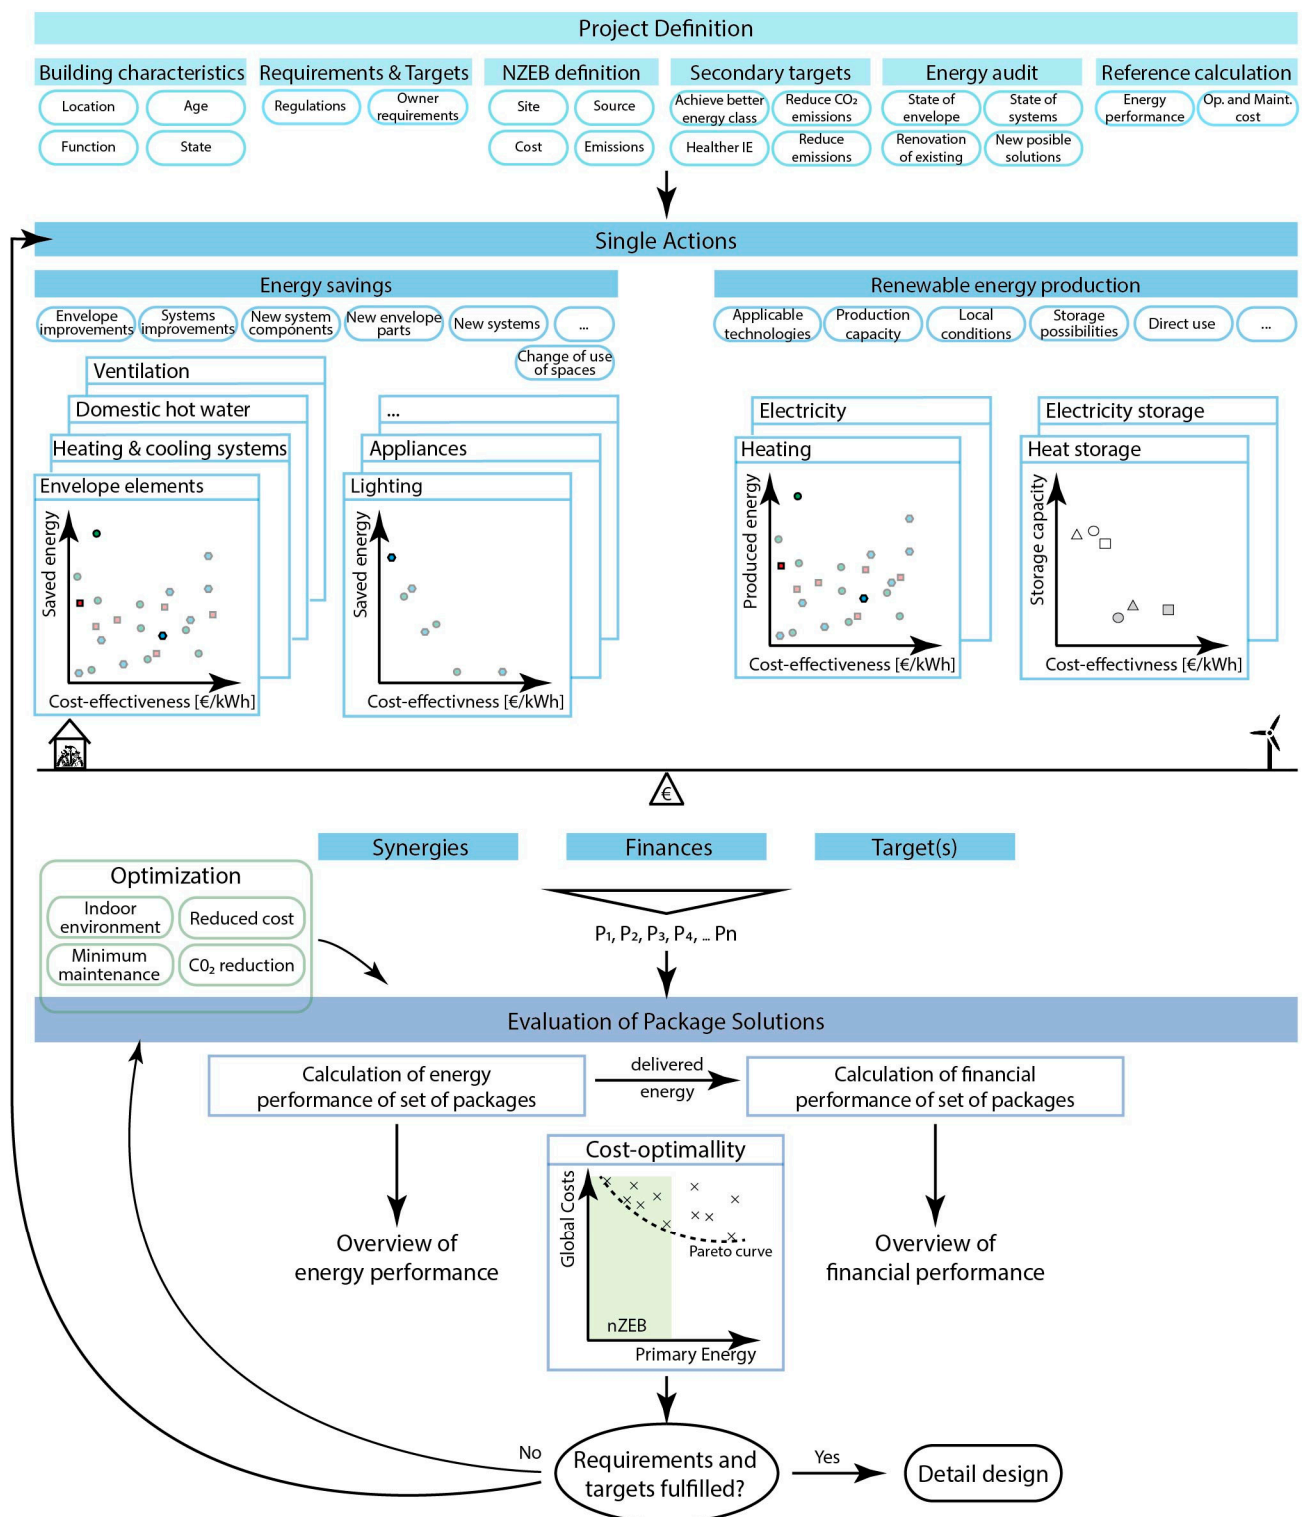 Project Definition
Building characteristics
Location
Age
Function
State
Requirements & Targets
Regulations
Owner
requirements
NZEB definition
Site
Source
Cost
Emissions
Secondary targets
Achieve better
energy class
Reduce CO₂
emissions
Healther IE
Reduce
emissions
Energy audit
State of
envelope
State of
systems
Renovation
of existing
New posible
solutions
Reference calculation
Energy
performance
Op. and Maint.
cost
Single Actions
Energy savings
Envelope
improvements
Systems
improvements
New system
components
New envelope
parts
New systems
...
Change of use
of spaces
Renewable energy production
Applicable
technologies
Production
capacity
Local
conditions
Storage
possibilities
Direct use
...
Ventilation
Domestic hot water
Heating & cooling systems
Envelope elements
Saved energy
Cost-effectiveness [€/kWh]
...
Appliances
Lighting
Saved energy
Cost-effectivness [€/kWh]
Electricity
Heating
Produced energy
Cost-effectiveness [€/kWh]
Electricity storage
Heat storage
Storage capacity
Cost-effectivness [€/kWh]
€
Synergies
Finances
Target(s)
Optimization
Indoor
environment
Reduced cost
Minimum
maintenance
C0₂ reduction
P₁, P₂, P₃, P₄, ... Pn
Evaluation of Package Solutions
Calculation of energy
performance of set of packages
delivered
energy
Calculation of financial
performance of set of packages
Cost-optimallity
Global Costs
Pareto curve
nZEB
Primary Energy
Overview of
energy performance
Overview of
financial performance
No
Requirements and
targets fulfilled?
Yes
Detail design